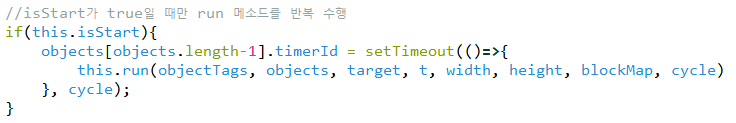 //isStart가 true일 때만 run 메소드를 반복 수행
if(this.isStart){
    objects[objects.length-1].timerId = setTimeout(()=>{
        this.run(objectTags, objects, target, t, width, height, blockMap, cycle)
    }, cycle);
}